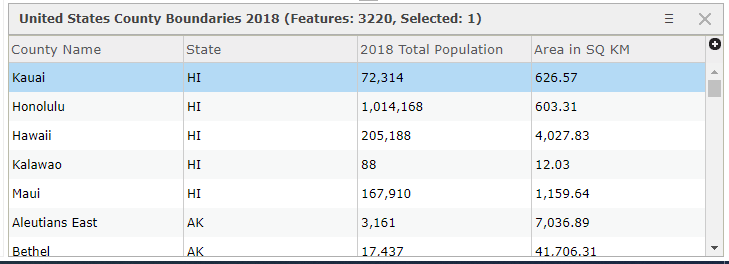 United States County Boundaries 2018 (Features: 3220, Selected: 1)
County Name State 2018 Total Population Area in SQ KM
Kauai HI 72,314 626.57
Honolulu HI 1,014,168 603.31
Hawaii HI 205,188 4,027.83
Kalawao HI 88 12.03
Maui HI 167,910 1,159.64
Aleutians East AK 3,161 7,036.89
Bethel AK 17,437 41,706.31